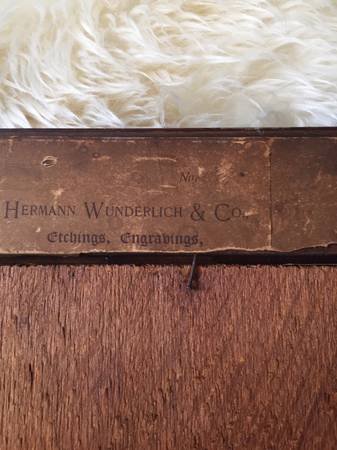 No.
HERMANN WUNDERLICH & Co.,
Etchings, Engravings,